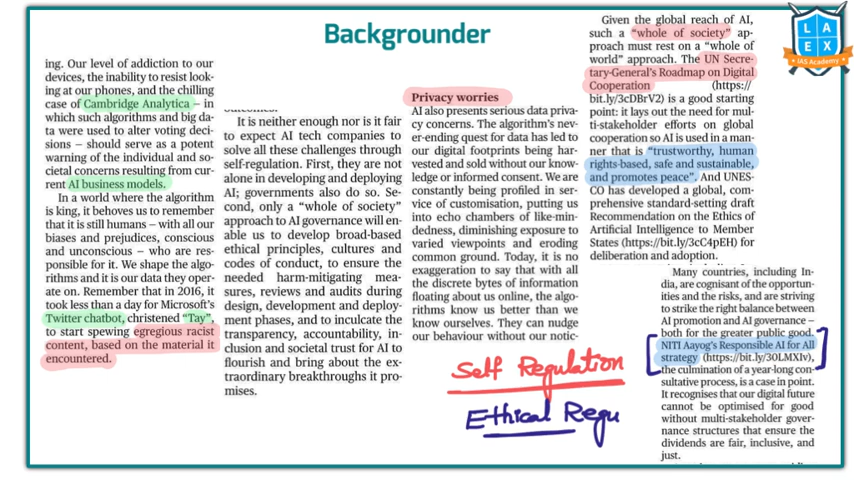 Backgrounder
ing. Our level of addiction to our
devices, the inability to resist look-
ing at our phones, and the chilling
case of Cambridge Analytica – in
which such algorithms and big da-
ta were used to alter voting deci-
sions – should serve as a potent
warning of the individual and so-
cietal concerns resulting from cur-
rent AI business models.
In a world where the algorithm
is king, it behoves us to remember
that it is still humans – with all our
biases and prejudices, conscious
and unconscious – who are res-
ponsible for it. We shape the algo-
rithms and it is our data they oper-
ate on. Remember that in 2016, it
took less than a day for Microsoft's
Twitter chatbot, christened “Tay”,
to start spewing egregious racist
content, based on the material it
encountered.
It is neither enough nor is it fair
to expect AI tech companies to
solve all these challenges through
self-regulation. First, they are not
alone in developing and deploying
AI; governments also do so. Se-
cond, only a “whole of society”
approach to AI governance will en-
able us to develop broad-based
ethical principles, cultures and
codes of conduct, to ensure the
needed harm-mitigating mea-
sures, reviews and audits during
design, development and deploy-
ment phases, and to inculcate the
transparency, accountability, in-
clusion and societal trust for AI to
flourish and bring about the ex-
traordinary breakthroughs it pro-
mises.
Privacy worries
AI also presents serious data priva-
cy concerns. The algorithm's nev-
er-ending quest for data has led to
our digital footprints being har-
vested and sold without our know-
ledge or informed consent. We are
constantly being profiled in serv-
ice of customisation, putting us
into echo chambers of like-min-
dedness, diminishing exposure to
varied viewpoints and eroding
common ground. Today, it is no
exaggeration to say that with all
the discrete bytes of information
floating about us online, the algo-
rithms know us better than we
know ourselves. They can nudge
our behaviour without our notic-
Self Regulation
Ethical Regu
Given the global reach of AI,
such a “whole of society” ap-
proach must rest on a “whole of
world” approach. The UN Secre-
tary-General's Roadmap on Digital
Cooperation (https://
bit.ly/3cDBrV2) is a good starting
point: it lays out the need for mul-
ti-stakeholder efforts on global
cooperation so AI is used in a man-
ner that is “trustworthy, human
rights-based, safe and sustainable,
and promotes peace”. And UNES-
CO has developed a global, com-
prehensive standard-setting draft
Recommendation on the Ethics of
Artificial Intelligence to Member
States (https://bit.ly/3cC4pEH) for
deliberation and adoption.
Many countries, including In-
dia, are cognisant of the opportun-
ities and the risks, and are striving
to strike the right balance between
AI promotion and AI governance –
both for the greater public good.
NITI Aayog's Responsible AI for All
strategy (https://bit.ly/30LMXIv),
the culmination of a year-long con-
sultative process, is a case in point.
It recognises that our digital future
cannot be optimised for good
without multi-stakeholder gover-
nance structures that ensure the
dividends are fair, inclusive, and
just.
L A
E X
IAS Academy